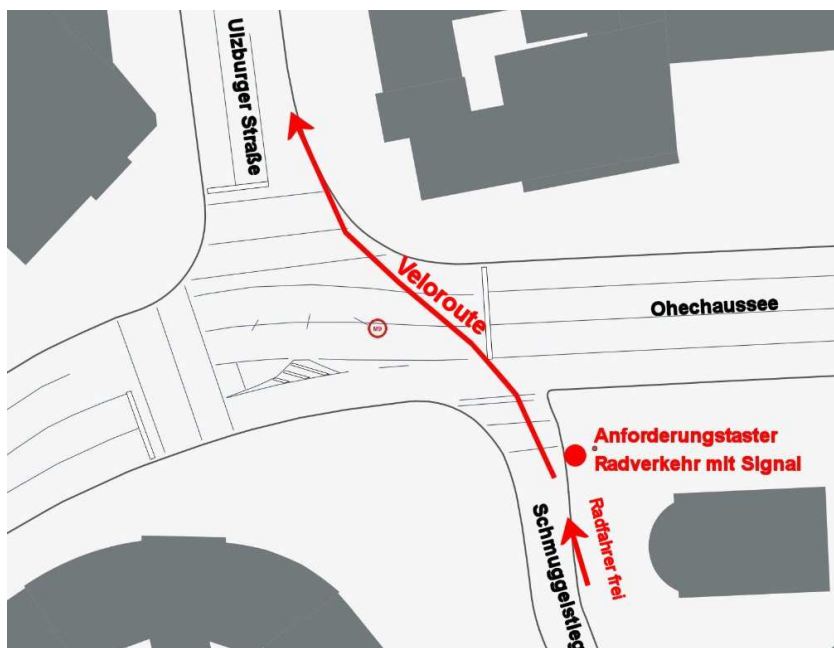 Ulzburger Straße
Veloroute
Ohechaussee
Anforderungstaster
Radverkehr mit Signal
Radfahrer frei
Schmuggelstieg